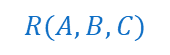 R(A, B, C)